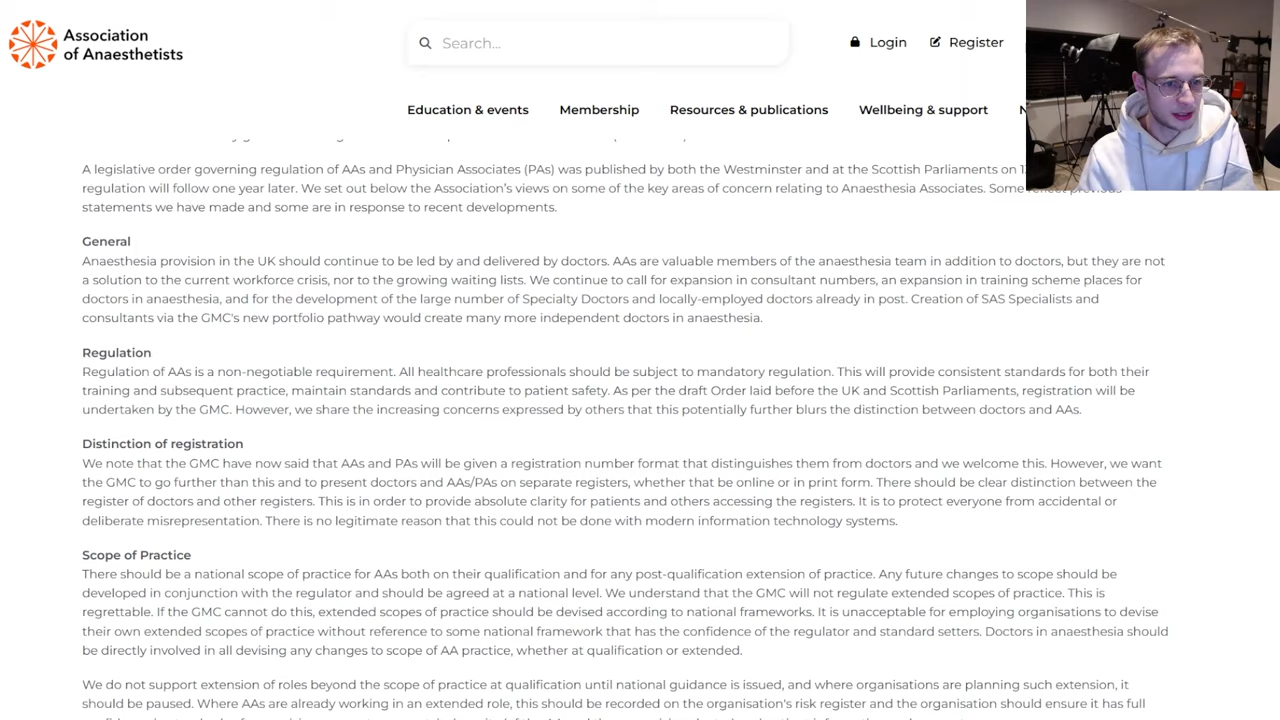 Association
of Anaesthetists
Search...
Login
Register
Education & events
Membership
Resources & publications
Wellbeing & support
N
A legislative order governing regulation of AAs and Physician Associates (PAs) was published by both the Westminster and at the Scottish Parliaments on 1
regulation will follow one year later. We set out below the Association's views on some of the key areas of concern relating to Anaesthesia Associates. Some reflect previous
statements we have made and some are in response to recent developments.
General
Anaesthesia provision in the UK should continue to be led by and delivered by doctors. AAs are valuable members of the anaesthesia team in addition to doctors, but they are not
a solution to the current workforce crisis, nor to the growing waiting lists. We continue to call for expansion in consultant numbers, an expansion in training scheme places for
doctors in anaesthesia, and for the development of the large number of Specialty Doctors and locally-employed doctors already in post. Creation of SAS Specialists and
consultants via the GMC's new portfolio pathway would create many more independent doctors in anaesthesia.
Regulation
Regulation of AAs is a non-negotiable requirement. All healthcare professionals should be subject to mandatory regulation. This will provide consistent standards for both their
training and subsequent practice, maintain standards and contribute to patient safety. As per the draft Order laid before the UK and Scottish Parliaments, registration will be
undertaken by the GMC. However, we share the increasing concerns expressed by others that this potentially further blurs the distinction between doctors and AAs.
Distinction of registration
We note that the GMC have now said that AAs and PAs will be given a registration number format that distinguishes them from doctors and we welcome this. However, we want
the GMC to go further than this and to present doctors and AAs/PAs on separate registers, whether that be online or in print form. There should be clear distinction between the
register of doctors and other registers. This is in order to provide absolute clarity for patients and others accessing the registers. It is to protect everyone from accidental or
deliberate misrepresentation. There is no legitimate reason that this could not be done with modern information technology systems.
Scope of Practice
There should be a national scope of practice for AAs both on their qualification and for any post-qualification extension of practice. Any future changes to scope should be
developed in conjunction with the regulator and should be agreed at a national level. We understand that the GMC will not regulate extended scopes of practice. This is
regrettable. If the GMC cannot do this, extended scopes of practice should be devised according to national frameworks. It is unacceptable for employing organisations to devise
their own extended scopes of practice without reference to some national framework that has the confidence of the regulator and standard setters. Doctors in anaesthesia should
be directly involved in all devising any changes to scope of AA practice, whether at qualification or extended.
We do not support extension of roles beyond the scope of practice at qualification until national guidance is issued, and where organisations are planning such extension, it
should be paused. Where AAs are already working in an extended role, this should be recorded on the organisation's risk register and the organisation should ensure it has full